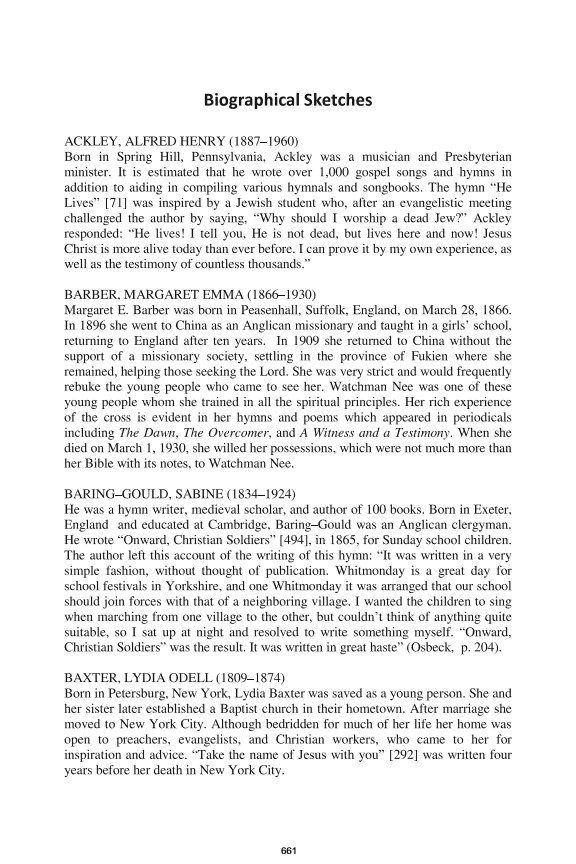 Biographical Sketches
ACKLEY, ALFRED HENRY (1887–1960)
Born in Spring Hill, Pennsylvania, Ackley was a musician and Presbyterian
minister. It is estimated that he wrote over 1,000 gospel songs and hymns in
addition to aiding in compiling various hymnals and songbooks. The hymn “He
Lives” [71] was inspired by a Jewish student who, after an evangelistic meeting
challenged the author by saying, “Why should I worship a dead Jew?” Ackley
responded: “He lives! I tell you, He is not dead, but lives here and now! Jesus
Christ is more alive today than ever before. I can prove it by my own experience, as
well as the testimony of countless thousands.”
BARBER, MARGARET EMMA (1866–1930)
Margaret E. Barber was born in Peasenhall, Suffolk, England, on March 28, 1866.
In 1896 she went to China as an Anglican missionary and taught in a girls’ school,
returning to England after ten years. In 1909 she returned to China without the
support of a missionary society, settling in the province of Fukien where she
remained, helping those seeking the Lord. She was very strict and would frequently
rebuke the young people who came to see her. Watchman Nee was one of these
young people whom she trained in all the spiritual principles. Her rich experience
of the cross is evident in her hymns and poems which appeared in periodicals
including The Dawn, The Overcomer, and A Witness and a Testimony. When she
died on March 1, 1930, she willed her possessions, which were not much more than
her Bible with its notes, to Watchman Nee.
BARING–GOULD, SABINE (1834–1924)
He was a hymn writer, medieval scholar, and author of 100 books. Born in Exeter,
England and educated at Cambridge, Baring–Gould was an Anglican clergyman.
He wrote “Onward, Christian Soldiers” [494], in 1865, for Sunday school children.
The author left this account of the writing of this hymn: “It was written in a very
simple fashion, without thought of publication. Whitmonday is a great day for
school festivals in Yorkshire, and one Whitmonday it was arranged that our school
should join forces with that of a neighboring village. I wanted the children to sing
when marching from one village to the other, but couldn’t think of anything quite
suitable, so I sat up at night and resolved to write something myself. “Onward,
Christian Soldiers” was the result. It was written in great haste” (Osbeck, p. 204).
BAXTER, LYDIA ODELL (1809–1874)
Born in Petersburg, New York, Lydia Baxter was saved as a young person. She and
her sister later established a Baptist church in their hometown. After marriage she
moved to New York City. Although bedridden for much of her life her home was
open to preachers, evangelists, and Christian workers, who came to her for
inspiration and advice. “Take the name of Jesus with you” [292] was written four
years before her death in New York City.
661